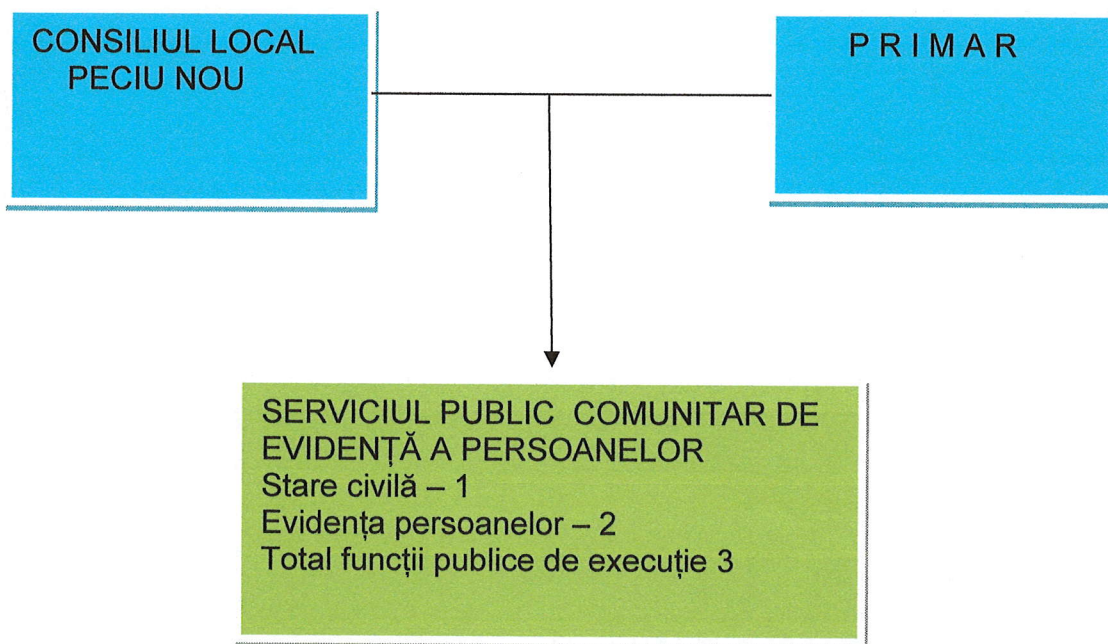 CONSILIUL LOCAL
PECIU NOU
P R I M A R
SERVICIUL PUBLIC COMUNITAR DE
EVIDENȚĂ A PERSOANELOR
Stare civilă – 1
Evidența persoanelor – 2
Total funcții publice de execuție 3